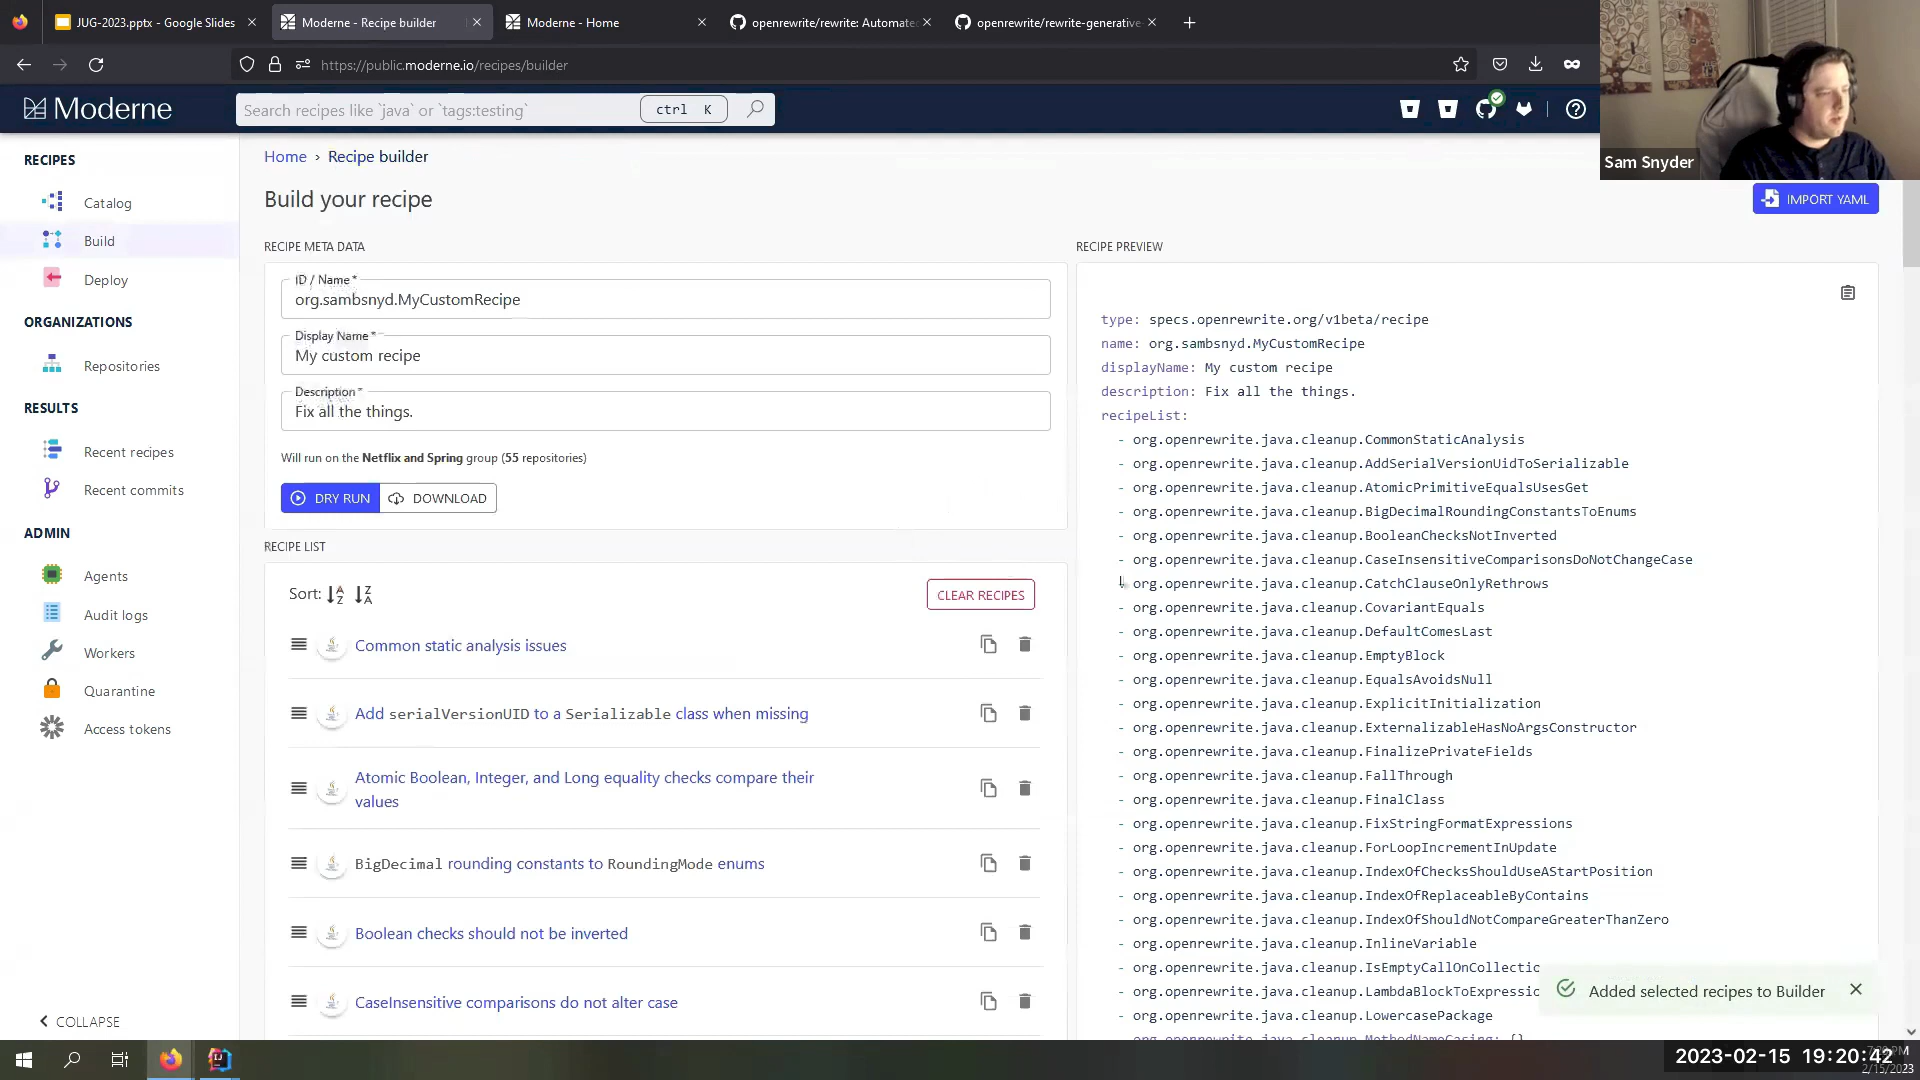 JUG-2023.pptx - Google Slides
Moderne - Recipe builder
Moderne - Home
openrewrite/rewrite: Automate
openrewrite/rewrite-generative-
https://public.moderne.io/recipes/builder
Moderne
Search recipes like `java` or `tags:testing`
ctrl K
Sam Snyder
RECIPES
Catalog
Build
Deploy
ORGANIZATIONS
Repositories
RESULTS
Recent recipes
Recent commits
ADMIN
Agents
Audit logs
Workers
Quarantine
Access tokens
COLLAPSE
Home › Recipe builder
Build your recipe
IMPORT YAML
RECIPE META DATA
ID / Name *
org.sambsnyd.MyCustomRecipe
Display Name *
My custom recipe
Description *
Fix all the things.
Will run on the Netflix and Spring group (55 repositories)
DRY RUN
DOWNLOAD
RECIPE LIST
Sort:
CLEAR RECIPES
Common static analysis issues
Add serialVersionUID to a Serializable class when missing
Atomic Boolean, Integer, and Long equality checks compare their
values
BigDecimal rounding constants to RoundingMode enums
Boolean checks should not be inverted
CaseInsensitive comparisons do not alter case
RECIPE PREVIEW
type: specs.openrewrite.org/v1beta/recipe
name: org.sambsnyd.MyCustomRecipe
displayName: My custom recipe
description: Fix all the things.
recipeList:
- org.openrewrite.java.cleanup.CommonStaticAnalysis
- org.openrewrite.java.cleanup.AddSerialVersionUidToSerializable
- org.openrewrite.java.cleanup.AtomicPrimitiveEqualsUsesGet
- org.openrewrite.java.cleanup.BigDecimalRoundingConstantsToEnums
- org.openrewrite.java.cleanup.BooleanChecksNotInverted
- org.openrewrite.java.cleanup.CaseInsensitiveComparisonsDoNotChangeCase
- org.openrewrite.java.cleanup.CatchClauseOnlyRethrows
- org.openrewrite.java.cleanup.CovariantEquals
- org.openrewrite.java.cleanup.DefaultComesLast
- org.openrewrite.java.cleanup.EmptyBlock
- org.openrewrite.java.cleanup.EqualsAvoidsNull
- org.openrewrite.java.cleanup.ExplicitInitialization
- org.openrewrite.java.cleanup.ExternalizableHasNoArgsConstructor
- org.openrewrite.java.cleanup.FinalizePrivateFields
- org.openrewrite.java.cleanup.FallThrough
- org.openrewrite.java.cleanup.FinalClass
- org.openrewrite.java.cleanup.FixStringFormatExpressions
- org.openrewrite.java.cleanup.ForLoopIncrementInUpdate
- org.openrewrite.java.cleanup.IndexOfChecksShouldUseAStartPosition
- org.openrewrite.java.cleanup.IndexOfReplaceableByContains
- org.openrewrite.java.cleanup.IndexOfShouldNotCompareGreaterThanZero
- org.openrewrite.java.cleanup.InlineVariable
- org.openrewrite.java.cleanup.IsEmptyCallOnCollectio
- org.openrewrite.java.cleanup.LambdaBlockToExpressio
- org.openrewrite.java.cleanup.LowercasePackage
- org.openrewrite.java.cleanup.MethodNameCasing: {}
Added selected recipes to Builder
2023-02-15 19:20:42
2/15/2023